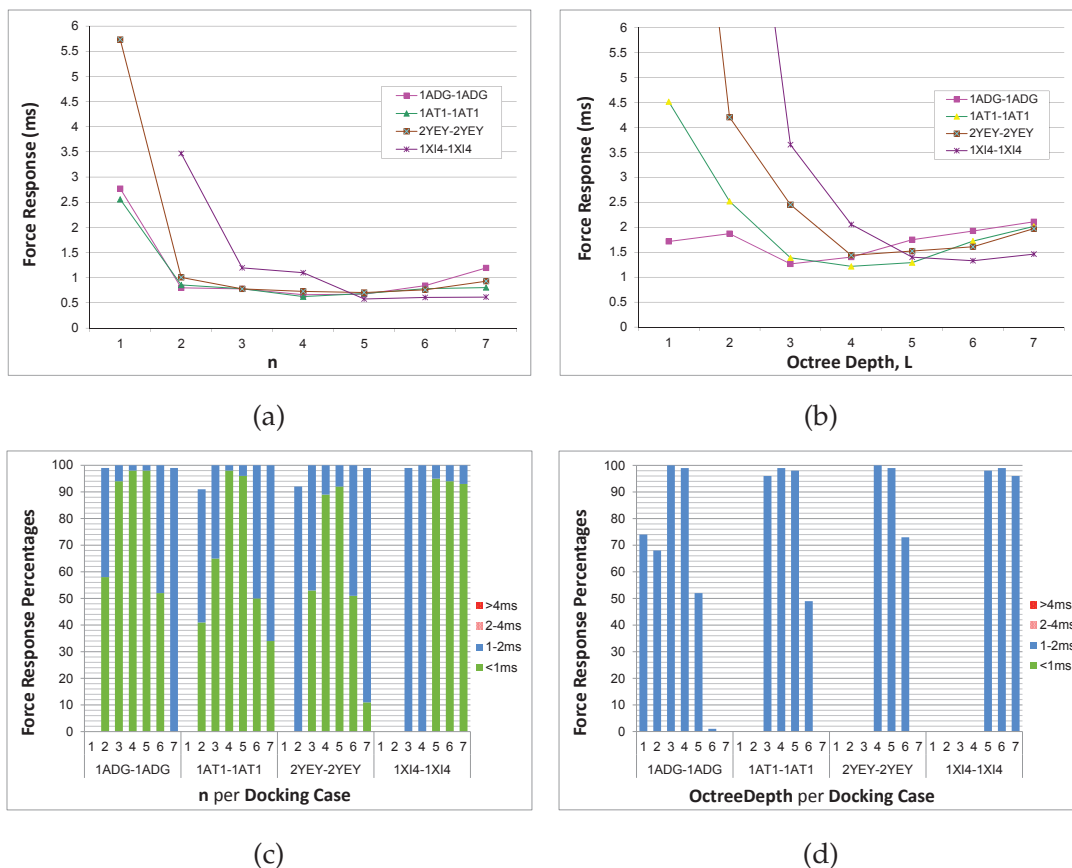 6
5.5
5
4.5
4
3.5
3
2.5
2
1.5
1
0.5
0
Force Response (ms)
1ADG-1ADG
1AT1-1AT1
2YEY-2YEY
1XI4-1XI4
1 2 3 4 5 6 7
n
(a)
6
5.5
5
4.5
4
3.5
3
2.5
2
1.5
1
0.5
0
Force Response (ms)
1ADG-1ADG
1AT1-1AT1
2YEY-2YEY
1XI4-1XI4
1 2 3 4 5 6 7
Octree Depth, L
(b)
100
90
80
70
60
50
40
30
20
10
0
Force Response Percentages
>4ms
2-4ms
1-2ms
<1ms
1 2 3 4 5 6 7 1 2 3 4 5 6 7 1 2 3 4 5 6 7 1 2 3 4 5 6 7
1ADG-1ADG 1AT1-1AT1 2YEY-2YEY 1XI4-1XI4
n per Docking Case
(c)
100
90
80
70
60
50
40
30
20
10
0
Force Response Percentages
>4ms
2-4ms
1-2ms
<1ms
1 2 3 4 5 6 7 1 2 3 4 5 6 7 1 2 3 4 5 6 7 1 2 3 4 5 6 7
1ADG-1ADG 1AT1-1AT1 2YEY-2YEY 1XI4-1XI4
OctreeDepth per Docking Case
(d)